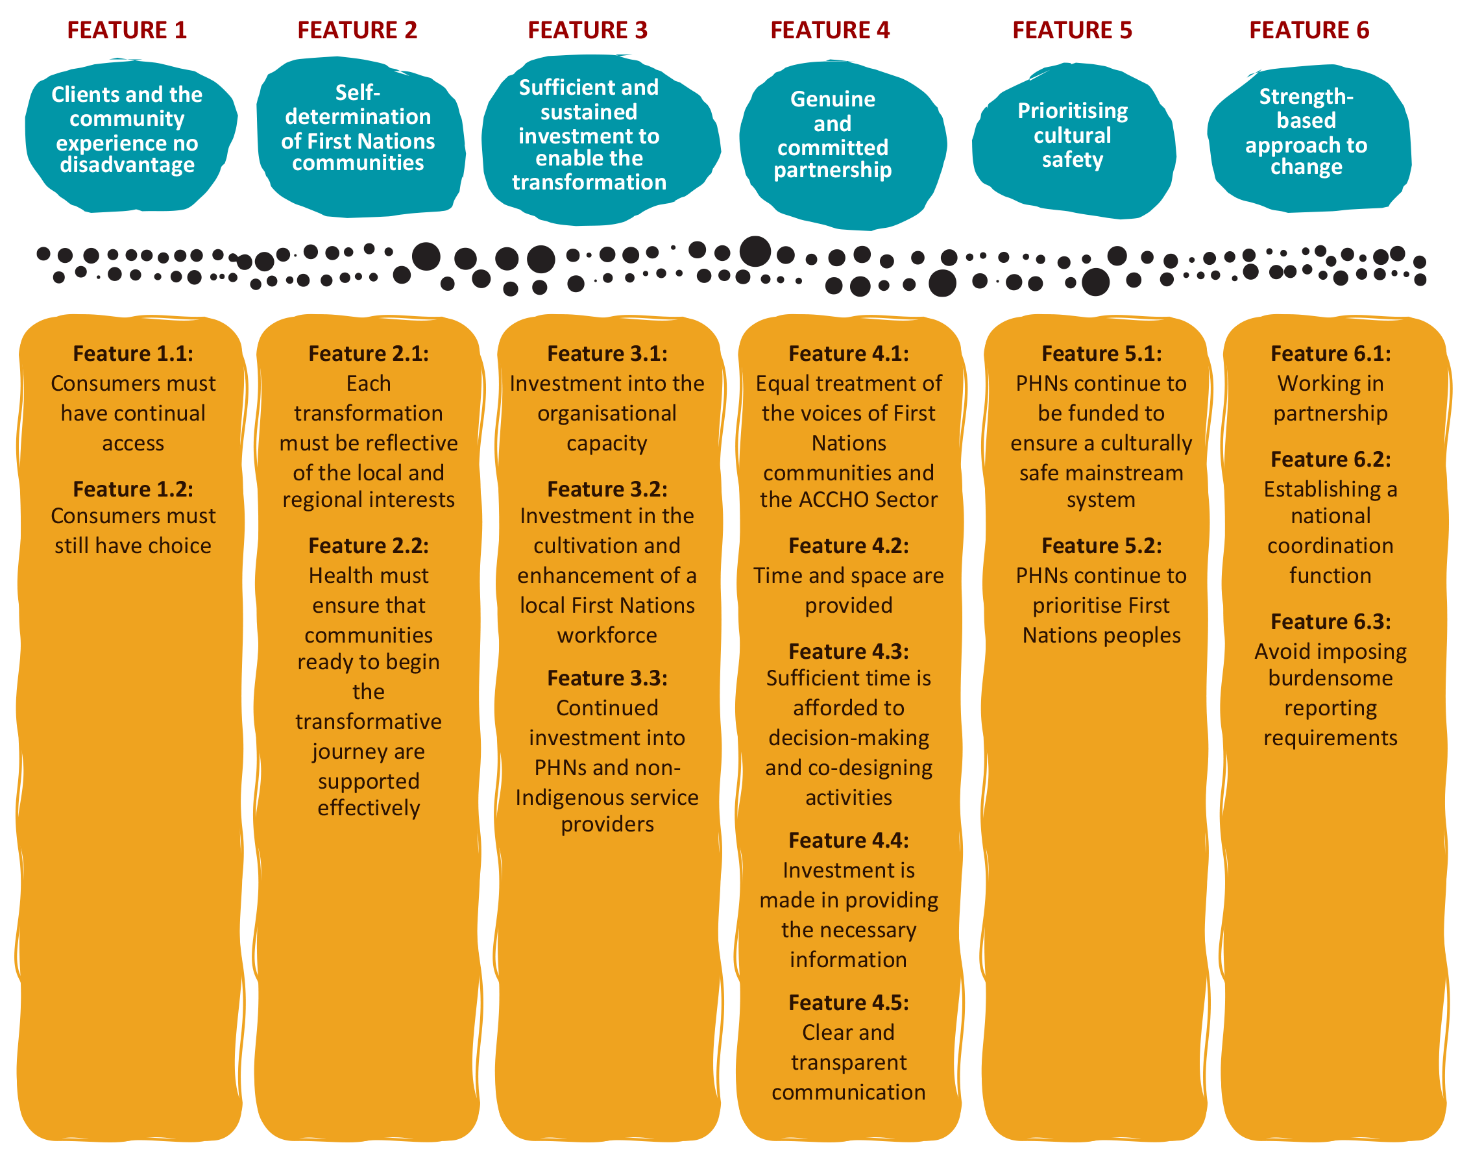 FEATURE 1
Clients and the
community
experience no
disadvantage
Feature 1.1:
Consumers must
have continual
access
Feature 1.2:
Consumers must
still have choice
FEATURE 2
Self-
determination
of First Nations
communities
Feature 2.1:
Each
transformation
must be reflective
of the local and
regional interests
Feature 2.2:
Health must
ensure that
communities
ready to begin
the
transformative
journey are
supported
effectively
FEATURE 3
Sufficient and
sustained
investment to
enable the
transformation
Feature 3.1:
Investment into the
organisational
capacity
Feature 3.2:
Investment in the
cultivation and
enhancement of a
local First Nations
workforce
Feature 3.3:
Continued
investment into
PHNs and non-
Indigenous service
providers
FEATURE 4
Genuine
and
committed
partnership
Feature 4.1:
Equal treatment of
the voices of First
Nations
communities and
the ACCHO Sector
Feature 4.2:
Time and space are
provided
Feature 4.3:
Sufficient time is
afforded to
decision-making
and co-designing
activities
Feature 4.4:
Investment is
made in providing
the necessary
information
Feature 4.5:
Clear and
transparent
communication
FEATURE 5
Prioritising
cultural
safety
Feature 5.1:
PHNs continue to
be funded to
ensure a culturally
safe mainstream
system
Feature 5.2:
PHNs continue to
prioritise First
Nations peoples
FEATURE 6
Strength-
based
approach to
change
Feature 6.1:
Working in
partnership
Feature 6.2:
Establishing a
national
coordination
function
Feature 6.3:
Avoid imposing
burdensome
reporting
requirements